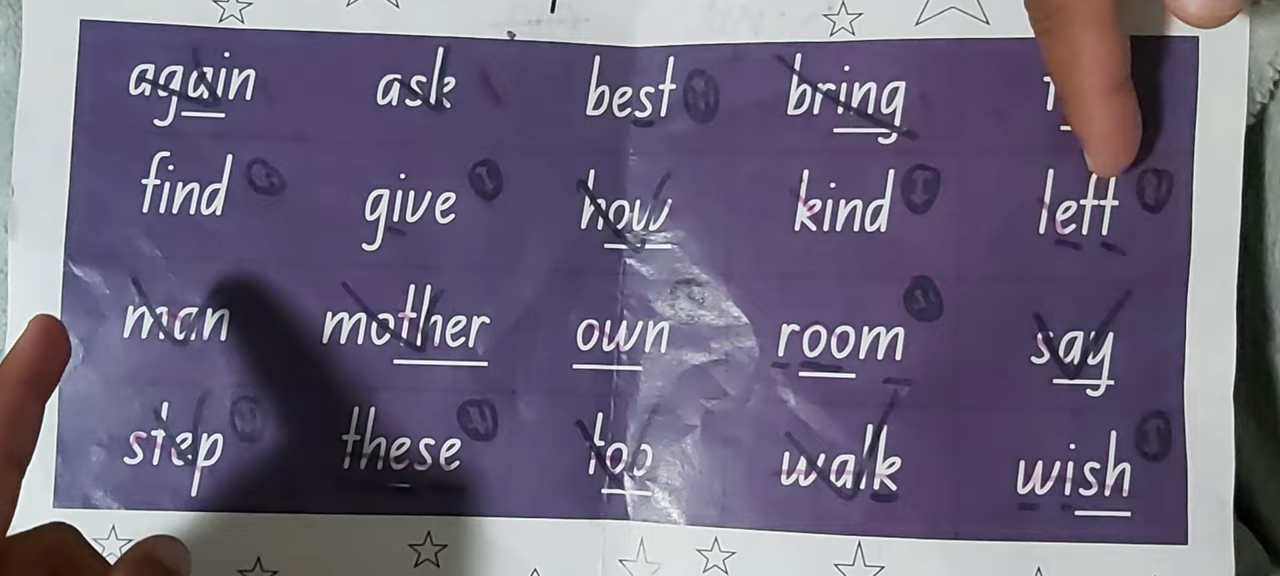 again ask best bring
find give how kind left
man mother own room say
step these too walk wish